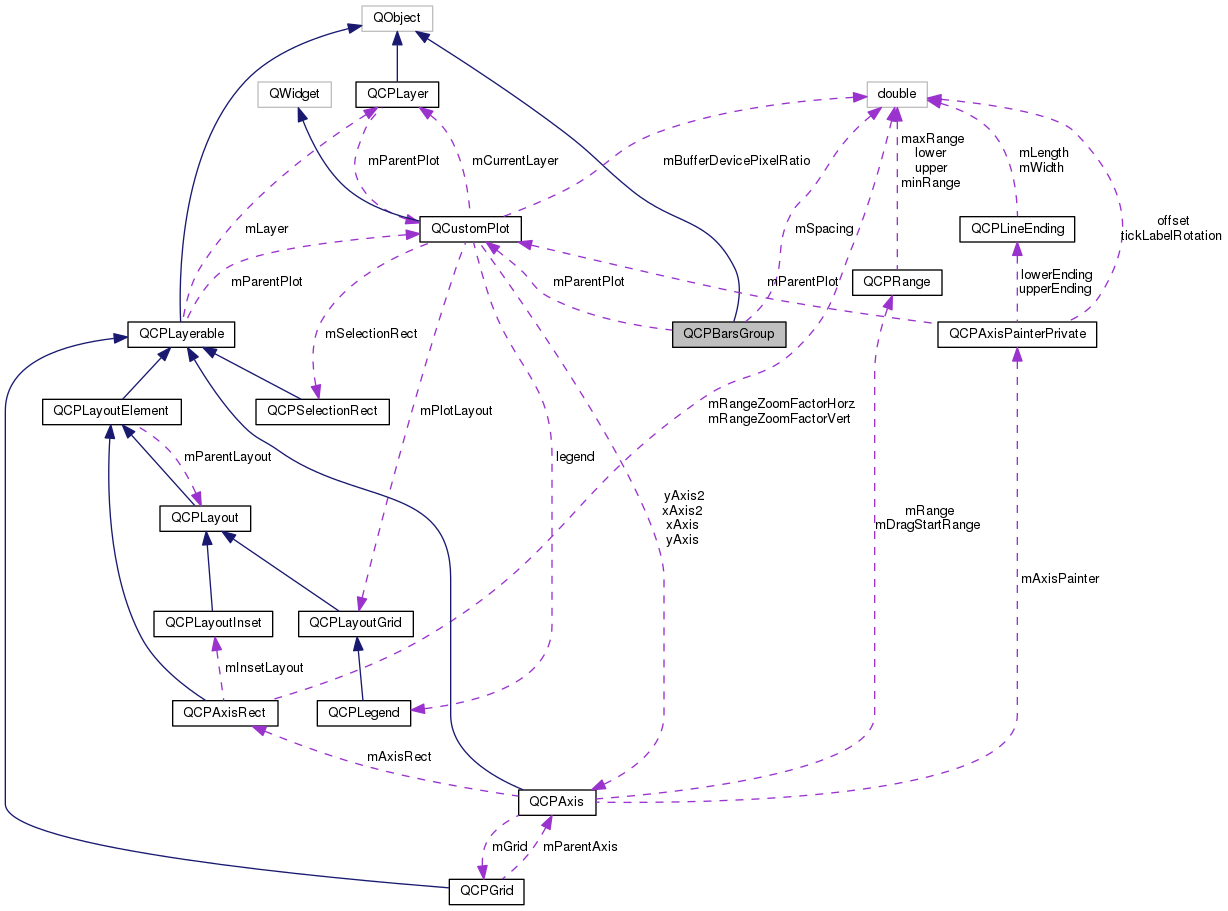 QObject
QWidget
QCPLayer
double
mParentPlot
mCurrentLayer
mBufferDevicePixelRatio
maxRange
lower
upper
minRange
mLength
mWidth
mLayer
QCustomPlot
mSpacing
QCPLineEnding
offset
tickLabelRotation
mParentPlot
mParentPlot
mParentPlot
QCPRange
lowerEnding
upperEnding
QCPLayerable
mSelectionRect
QCPBarsGroup
QCPAxisPainterPrivate
QCPLayoutElement
QCPSelectionRect
mPlotLayout
mRangeZoomFactorHorz
mRangeZoomFactorVert
mParentLayout
legend
QCPLayout
yAxis2
xAxis2
xAxis
yAxis
mRange
mDragStartRange
mAxisPainter
QCPLayoutInset
QCPLayoutGrid
mInsetLayout
QCPAxisRect
QCPLegend
mAxisRect
QCPAxis
mGrid
mParentAxis
QCPGrid